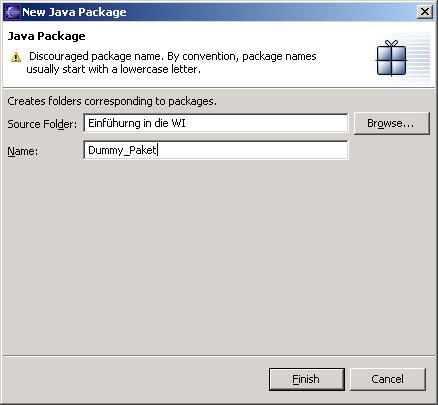 New Java Package
Java Package
Discouraged package name. By convention, package names
usually start with a lowercase letter.
Creates folders corresponding to packages.
Source Folder: Einfühurng in die WI Browse...
Name: Dummy_Paket
Finish Cancel